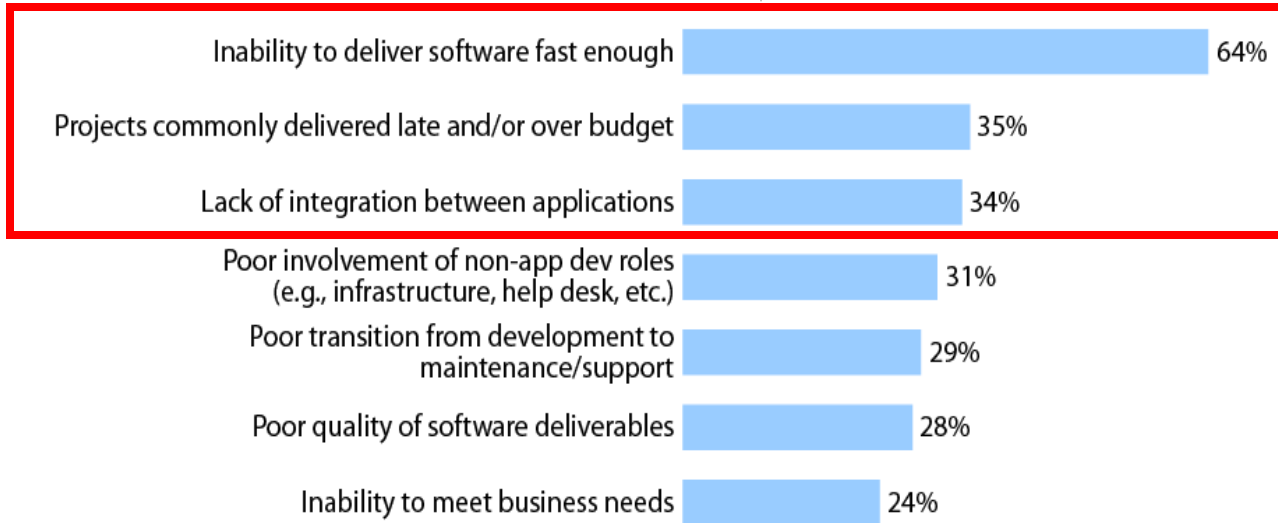 Inability to deliver software fast enough 64%
Projects commonly delivered late and/or over budget 35%
Lack of integration between applications 34%
Poor involvement of non-app dev roles
(e.g., infrastructure, help desk, etc.) 31%
Poor transition from development to
maintenance/support 29%
Poor quality of software deliverables 28%
Inability to meet business needs 24%